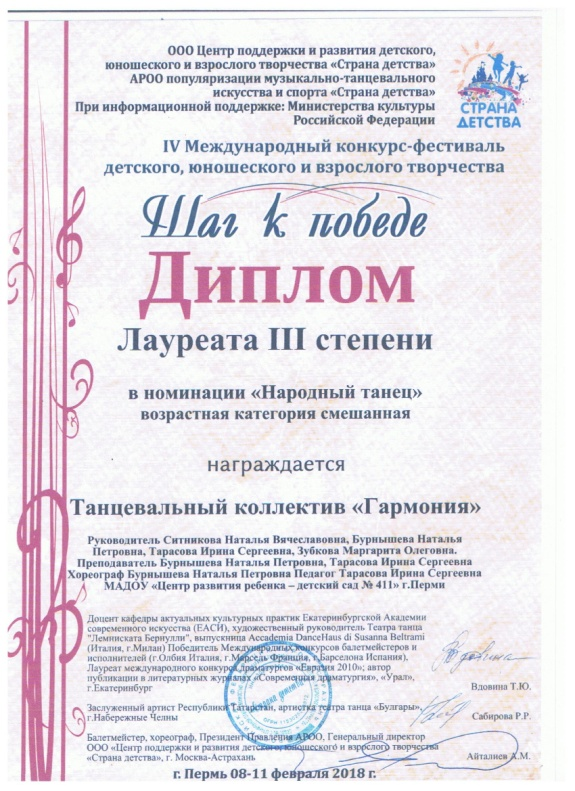 ООО Центр поддержки и развития детского,
юношеского и взрослого творчества «Страна детства»
АРОО популяризации музыкально-танцевального
искусства и спорта «Страна детства»
При информационной поддержке: Министерства культуры
Российской Федерации
СТРАНА
ДЕТСТВА
IV Международный конкурс-фестиваль
детского, юношеского и взрослого творчества
Шаг к победе
Диплом
Лауреата III степени
в номинации «Народный танец»
возрастная категория смешанная
награждается
Танцевальный коллектив «Гармония»
Руководитель Ситникова Наталья Вячеславовна, Бурнышева Наталья
Петровна, Тарасова Ирина Сергеевна, Зубкова Маргарита Олеговна.
Преподаватель Бурнышева Наталья Петровна, Тарасова Ирина Сергеевна
Хореограф Бурнышева Наталья Петровна Педагог Тарасова Ирина Сергеевна
МАДОУ «Центр развития ребенка – детский сад № 411» г.Перми
Доцент кафедры актуальных культурных практик Екатеринбургской Академии
современного искусства (ЕАСИ), художественный руководитель Театра танца
"Лемниската Бернулли", выпускница Accademia DanceHaus di Susanna Beltrami
(Италия, г.Милан) Победитель Международных конкурсов балетмейстеров и
исполнителей (г.Олбия Италия, г.Марсель Франция, г.Барселона Испания),
Лауреат международного конкурса драматургов «Евразия 2010»; автор
публикации в литературных журналах «Современная драматургия», «Урал»,
г.Екатеринбург
Вдовина Т.Ю.
Заслуженный артист Республики Татарстан, артистка театра танца «Булгары»,
г.Набережные Челны
Сабирова Р.Р.
Балетмейстер, хореограф, Президент Правления АРОО, Генеральный директор
ООО «Центр поддержки и развития детского, юношеского и взрослого творчества
«Страна детства», г. Москва-Астрахань
Айталиев А.М.
г. Пермь 08-11 февраля 2018 г.